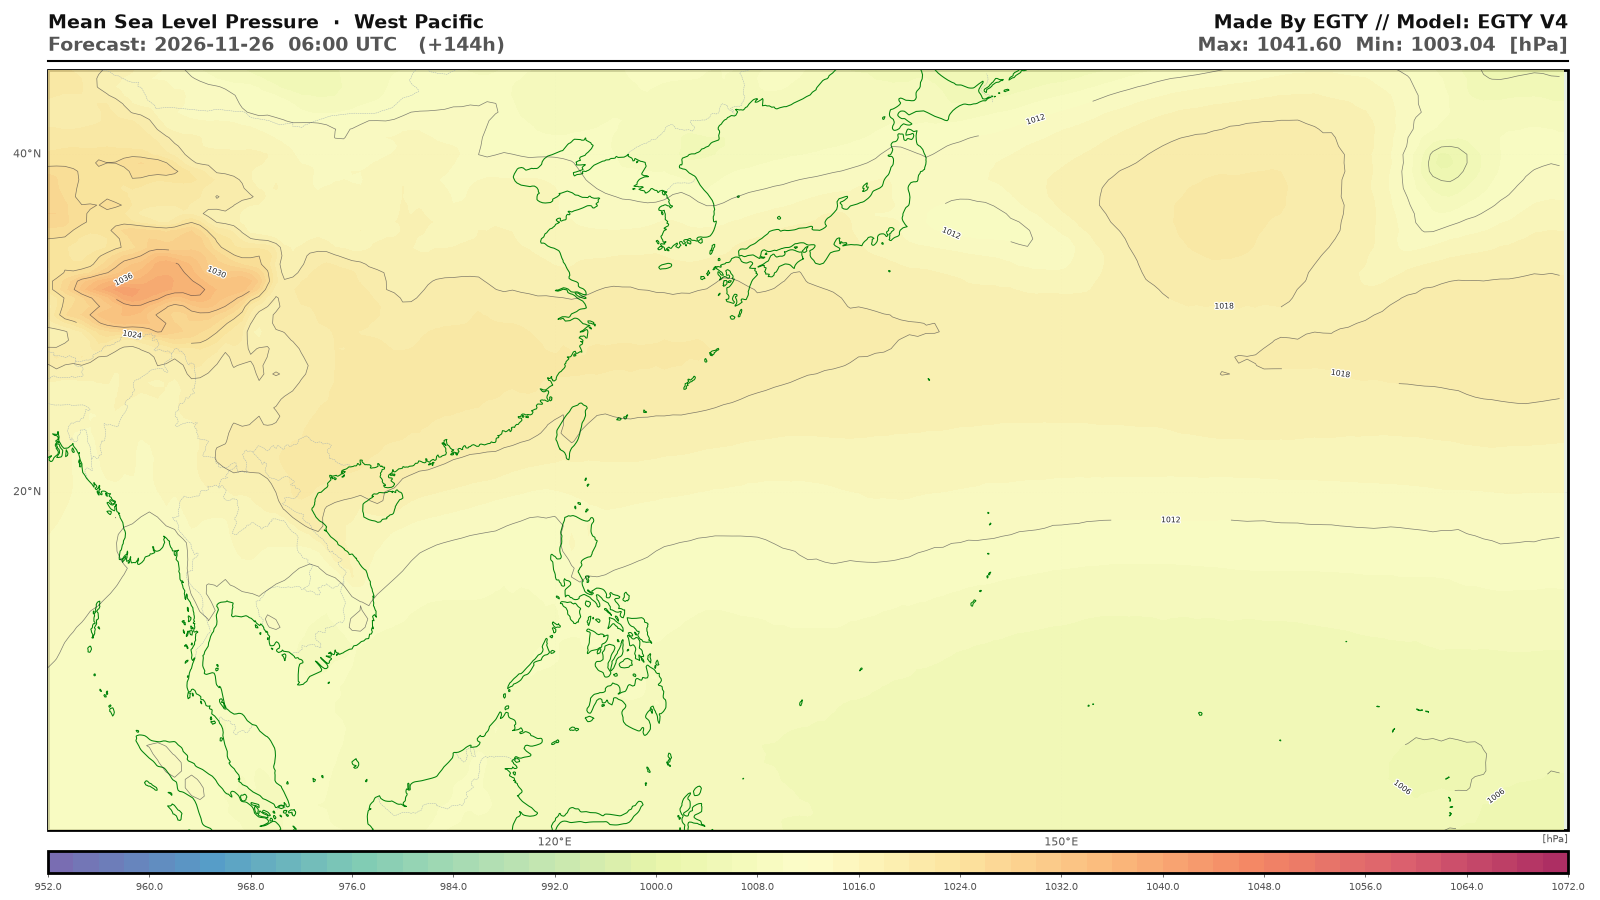 Mean Sea Level Pressure · West Pacific
Made By EGTY // Model: EGTY V4
Forecast: 2026-11-26 06:00 UTC (+144h)
Max: 1041.60 Min: 1003.04 [hPa]
1012
40°N
1012
1036
1030
1018
1024
1018
20°N
1012
1006
1006
120°E
150°E
[hPa]
952.0
960.0
968.0
976.0
984.0
992.0
1000.0
1008.0
1016.0
1024.0
1032.0
1040.0
1048.0
1056.0
1064.0
1072.0